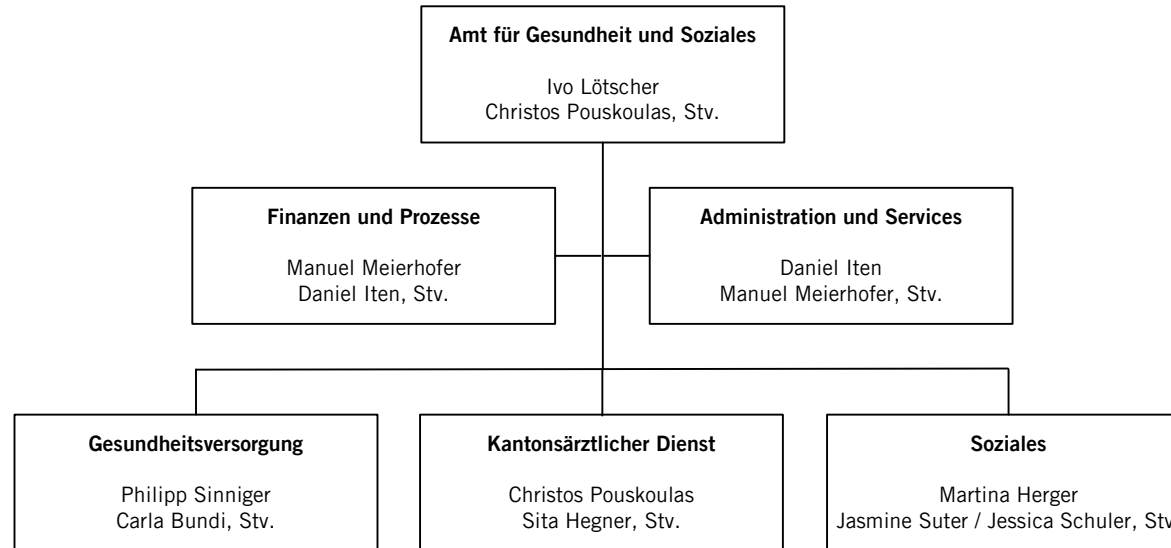 Amt für Gesundheit und Soziales
Ivo Lötscher
Christos Pouskoulas, Stv.
Finanzen und Prozesse
Manuel Meierhofer
Daniel Iten, Stv.
Administration und Services
Daniel Iten
Manuel Meierhofer, Stv.
Gesundheitsversorgung
Philipp Sinniger
Carla Bundi, Stv.
Kantonsärztlicher Dienst
Christos Pouskoulas
Sita Hegner, Stv.
Soziales
Martina Herger
Jasmine Suter / Jessica Schuler, Stv